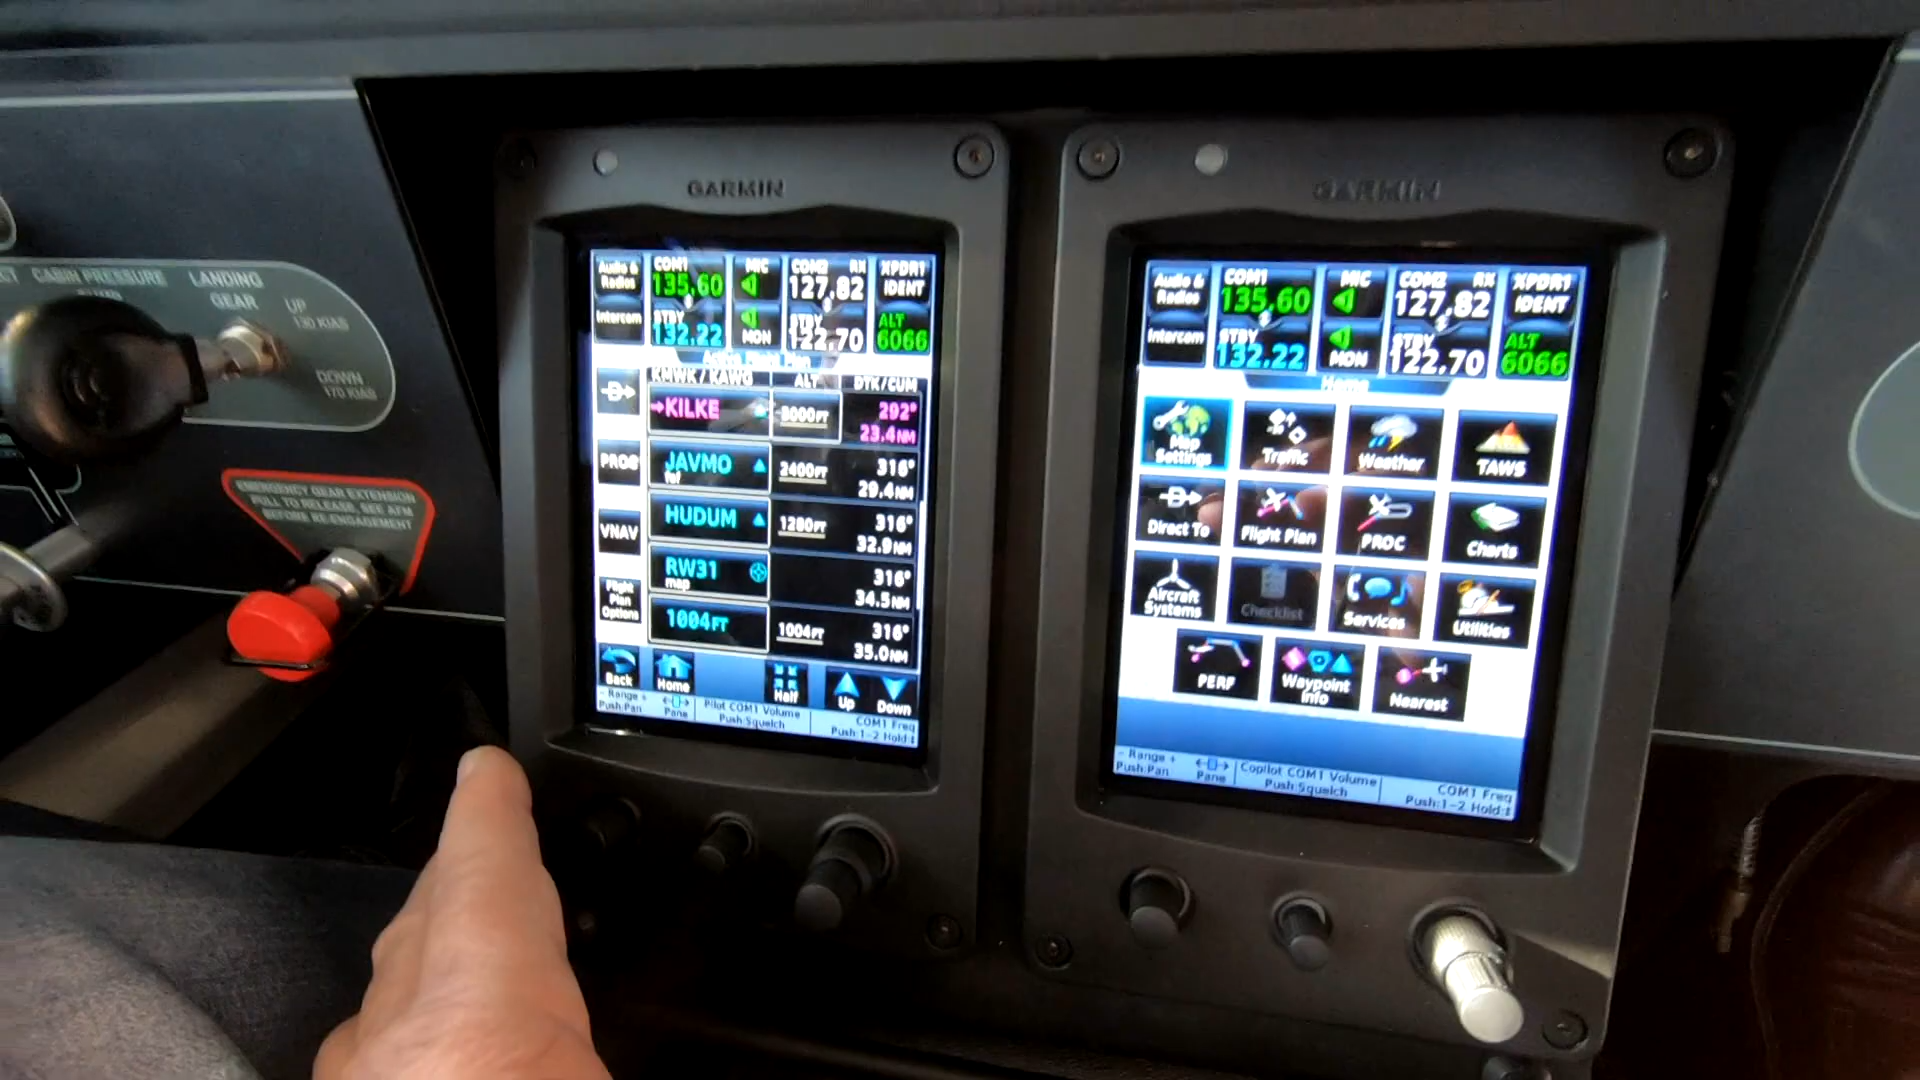 CABIN PRESSURE
DUMP
LANDING
GEAR
UP
130 KIAS
DOWN
170 KIAS
EMERGENCY GEAR EXTENSION
PULL TO RELEASE, SEE AFM
BEFORE RE-ENGAGEMENT
GARMIN
Audio &
Radios
Intercom
COM1
135.60
STBY
132.22
MIC
MON
COM2 RX
127.82
STBY
122.70
XPDR1
IDENT
ALT
6066
Active Flight Plan
KMWK/KAWO
ALT
DTK/CUM
KILKE
3000FT
292°
23.4NM
PROC
JAVMO
faf
2400FT
316°
29.4NM
VNAV
HUDUM
1280FT
316°
32.9NM
Flight
Plan
Options
RW31
map
316°
34.5NM
1004FT
1004FT
316°
35.0NM
Back
Home
Half
Up
Down
- Range +
Push:Pan
Pane
Pilot COM1 Volume
Push:Squelch
COM1 Freq
Push:1-2 Hold:↕
GARMIN
Audio &
Radios
Intercom
COM1
135.60
STBY
132.22
MIC
MON
COM2 RX
127.82
STBY
122.70
XPDR1
IDENT
ALT
6066
Home
Map
Settings
Traffic
Weather
TAWS
Direct To
Flight Plan
PROC
Charts
Aircraft
Systems
Checklist
Services
Utilities
PERF
Waypoint
Info
Nearest
- Range +
Push:Pan
Pane
Copilot COM1 Volume
Push:Squelch
COM1 Freq
Push:1-2 Hold:↕